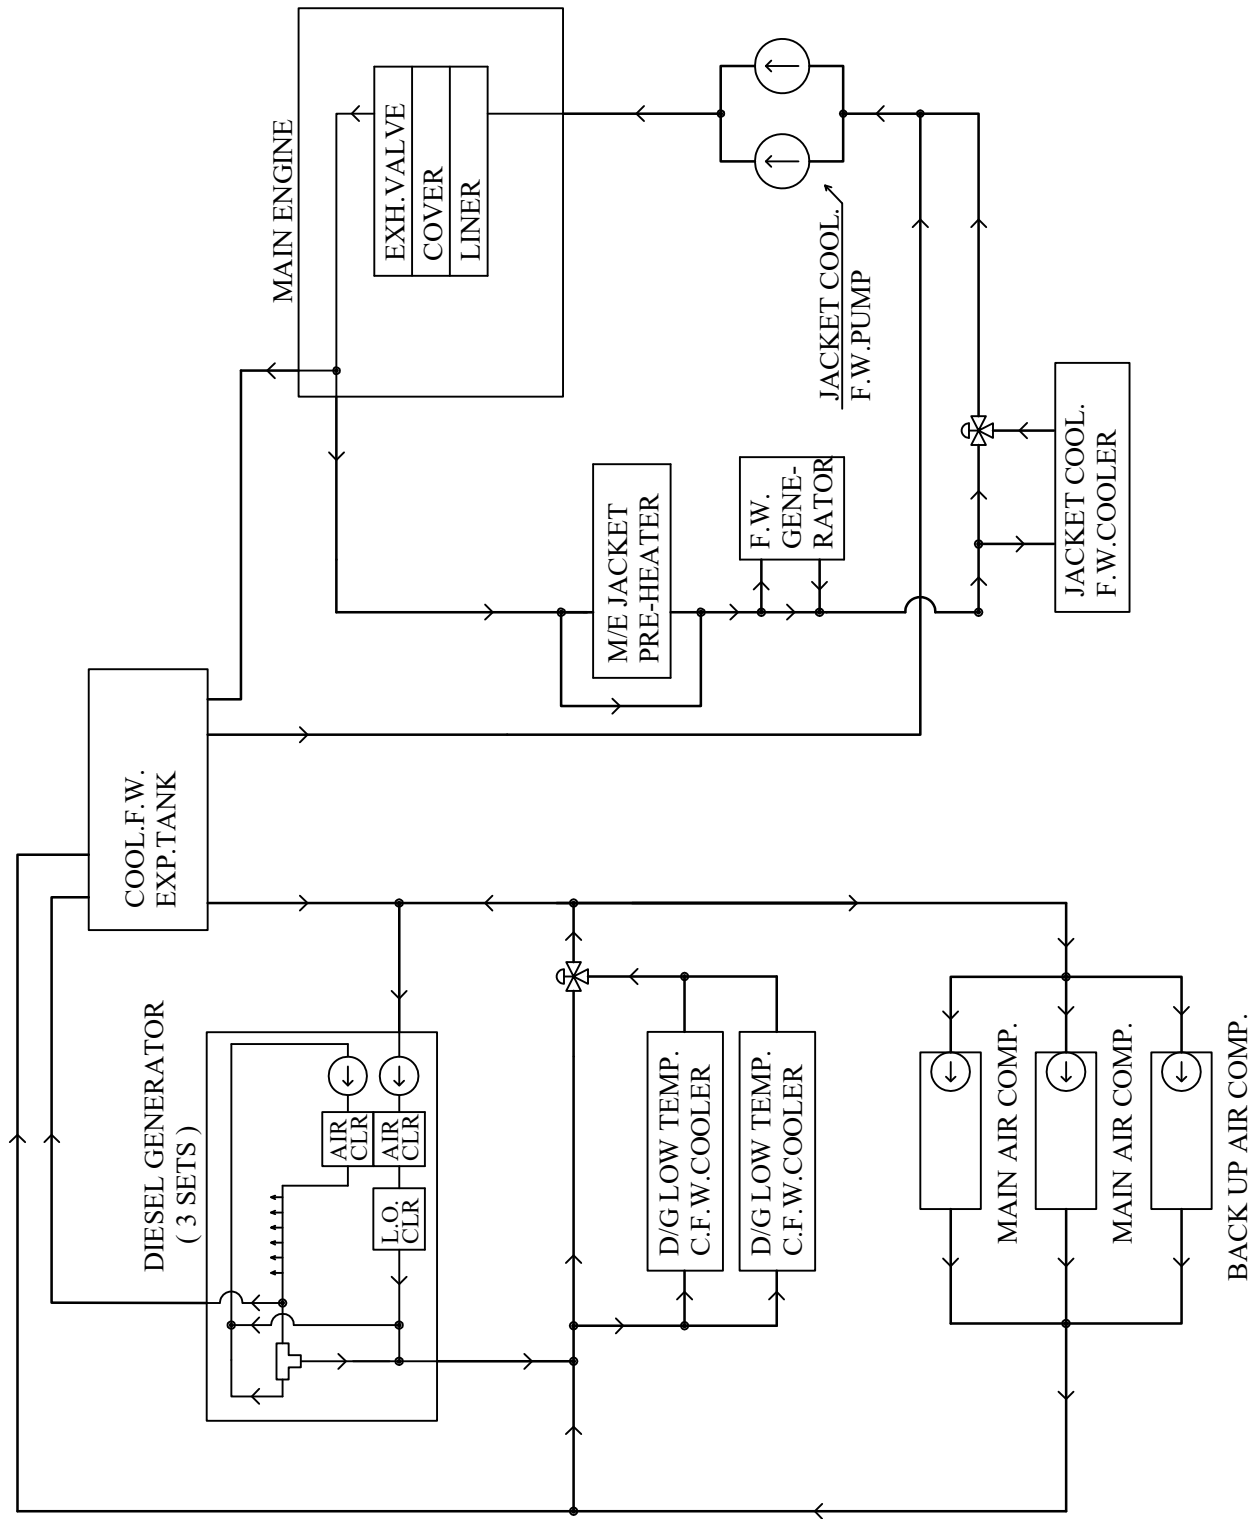 MAIN ENGINE
EXH.VALVE
COVER
LINER
JACKET COOL.
F.W.PUMP
M/E JACKET
PRE-HEATER
F.W.
GENE-
RATOR
JACKET COOL.
F.W.COOLER
COOL.F.W.
EXP.TANK
DIESEL GENERATOR
( 3 SETS )
AIR
CLR
AIR
CLR
L.O.
CLR
D/G LOW TEMP.
C.F.W.COOLER
D/G LOW TEMP.
C.F.W.COOLER
MAIN AIR COMP.
MAIN AIR COMP.
BACK UP AIR COMP.